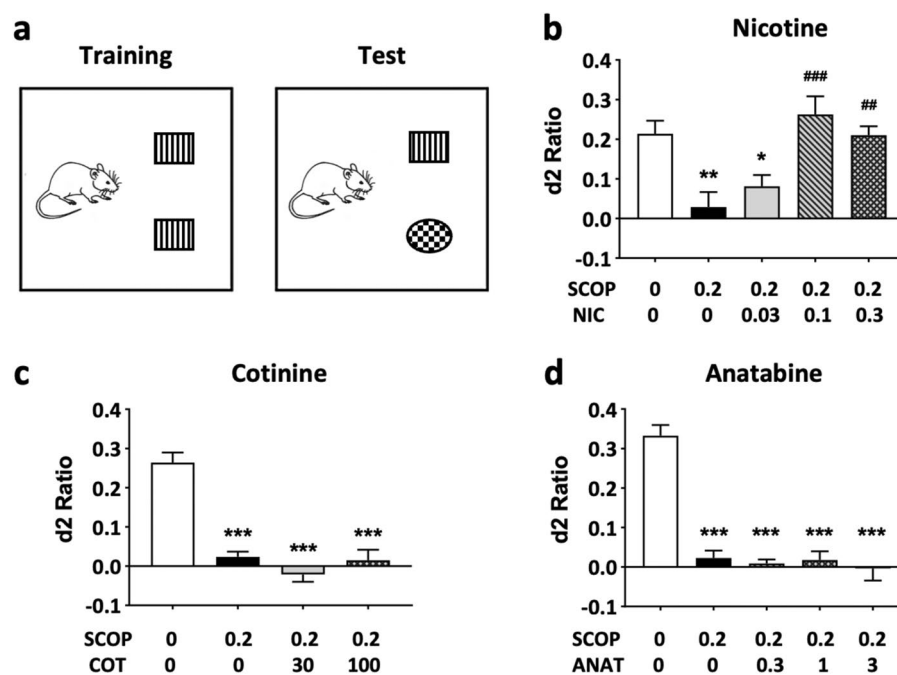 a
Training
Test
b
Nicotine
d2 Ratio
0.4
0.3
0.2
0.1
0.0
-0.1
**
*
###
##
SCOP 0 0.2 0.2 0.2 0.2
NIC 0 0 0.03 0.1 0.3
c
Cotinine
d2 Ratio
0.4
0.3
0.2
0.1
0.0
-0.1
***
***
***
SCOP 0 0.2 0.2 0.2
COT 0 0 30 100
d
Anatabine
d2 Ratio
0.4
0.3
0.2
0.1
0.0
-0.1
*** *** *** ***
SCOP 0 0.2 0.2 0.2 0.2
ANAT 0 0 0.3 1 3